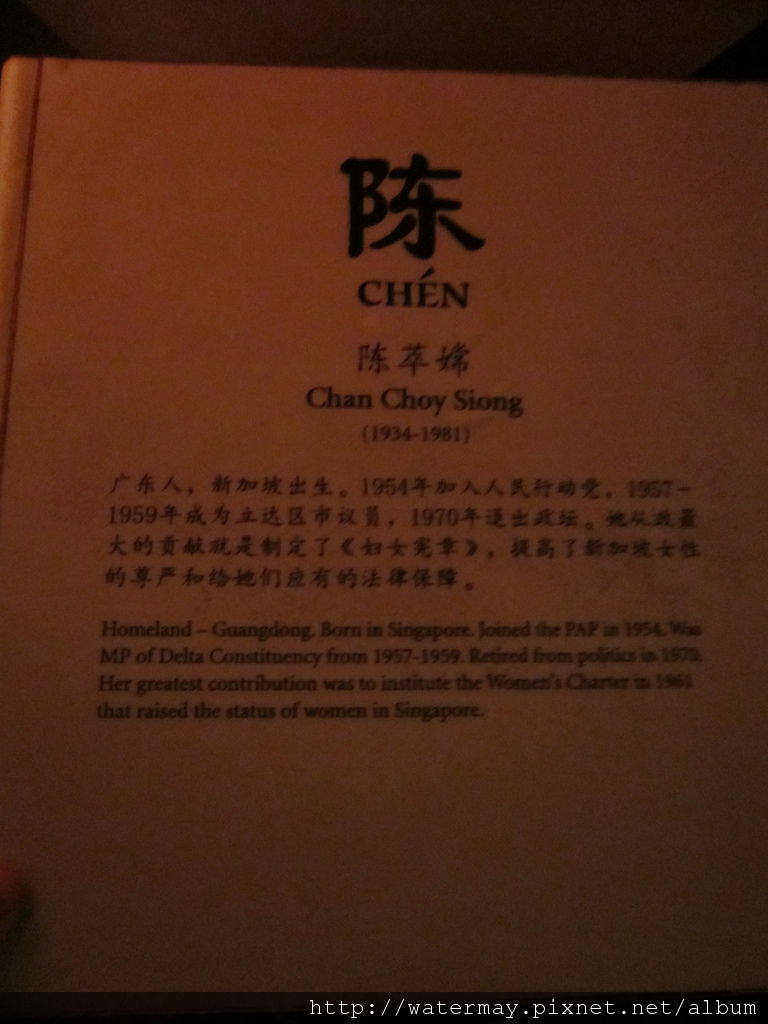 陈
CHÉN
陈萃嫦
Chan Choy Siong
(1934-1981)
广东人，新加坡出生。1954年加入人民行动党，1957-
1959年成为立达区市议员，1970年退出政坛。她从政最
大的贡献就是制定了《妇女宪章》，提高了新加坡女性
的尊严和给她们应有的法律保障。
Homeland – Guangdong. Born in Singapore. Joined the PAP in 1954. Was
MP of Delta Constituency from 1957-1959. Retired from politics in 1970.
Her greatest contribution was to institute the Women's Charter in 1961
that raised the status of women in Singapore.
http://watermay.pixnet.net/album